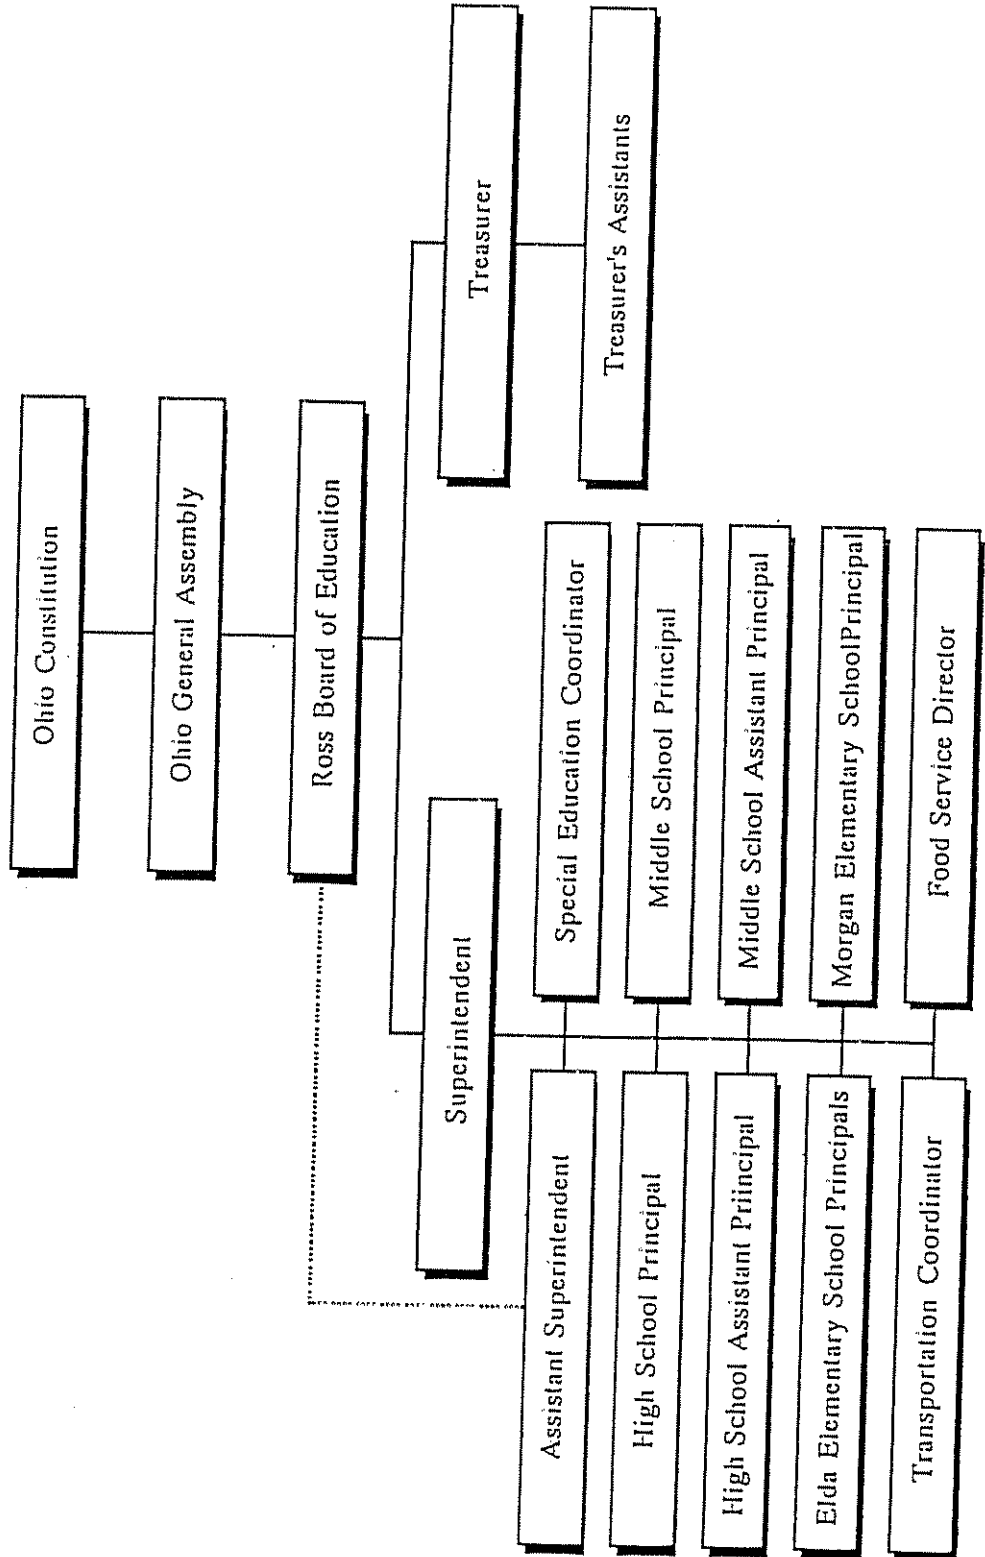 Ohio Constitution
Ohio General Assembly
Ross Board of Education
Superintendent
Treasurer
Treasurer's Assistants
Assistant Superintendent
Special Education Coordinator
High School Principal
Middle School Principal
High School Assistant Priincipal
Middle School Assistant Principal
Elda Elementary School Principals
Morgan Elementary SchoolPrincipal
Transportation Coordinator
Food Service Director